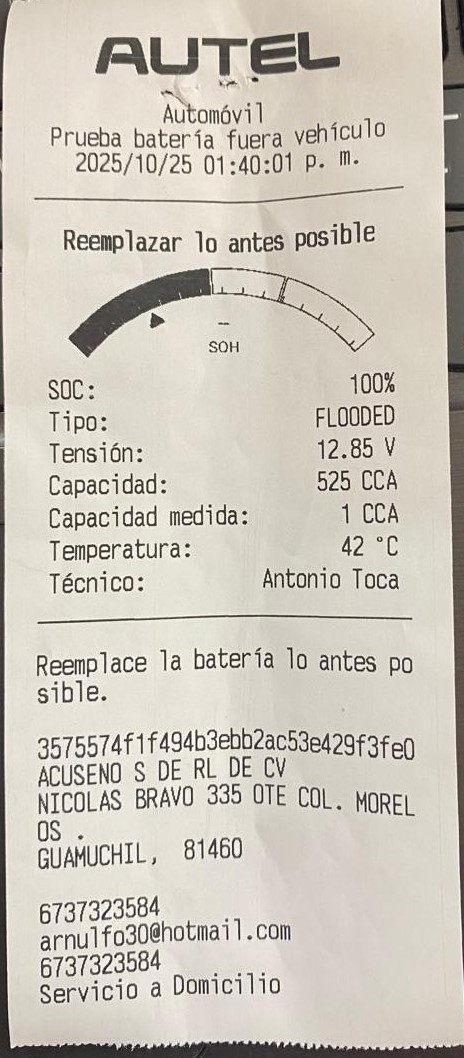 AUTEL
Automóvil
Prueba batería fuera vehículo
2025/10/25 01:40:01 p. m.
Reemplazar lo antes posible
--
SOH
SOC: 100%
Tipo: FLOODED
Tensión: 12.85 V
Capacidad: 525 CCA
Capacidad medida: 1 CCA
Temperatura: 42 °C
Técnico: Antonio Toca
Reemplace la batería lo antes po
sible.
3575574f1f494b3ebb2ac53e429f3fe0
ACUSENO S DE RL DE CV
NICOLAS BRAVO 335 OTE COL. MOREL
OS .
GUAMUCHIL, 81460
6737323584
arnulfo30@hotmail.com
6737323584
Servicio a Domicilio